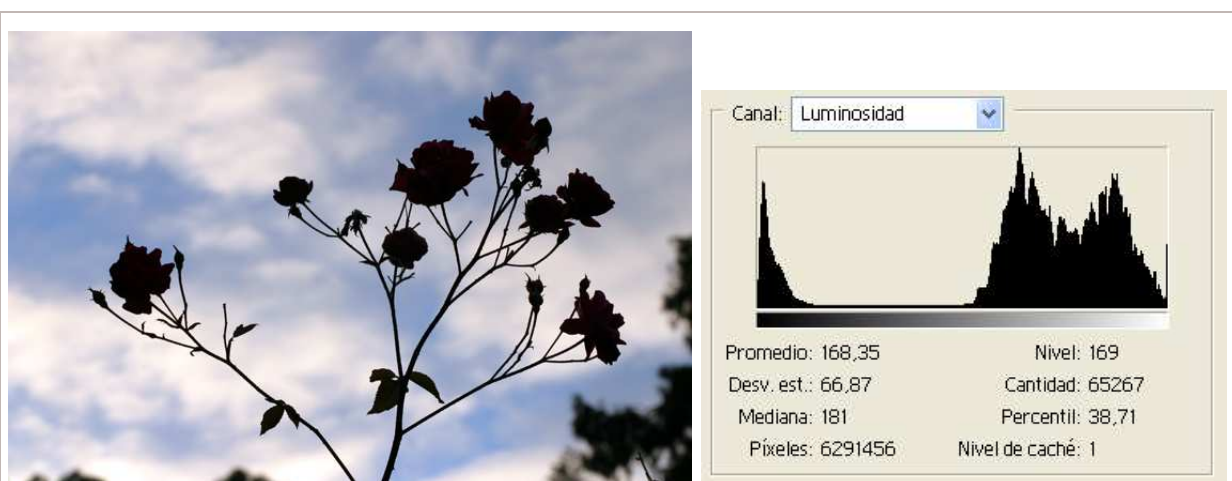 Canal: Luminosidad
Promedio: 168,35 Nivel: 169
Desv. est.: 66,87 Cantidad: 65267
Mediana: 181 Percentil: 38,71
Píxeles: 6291456 Nivel de caché: 1